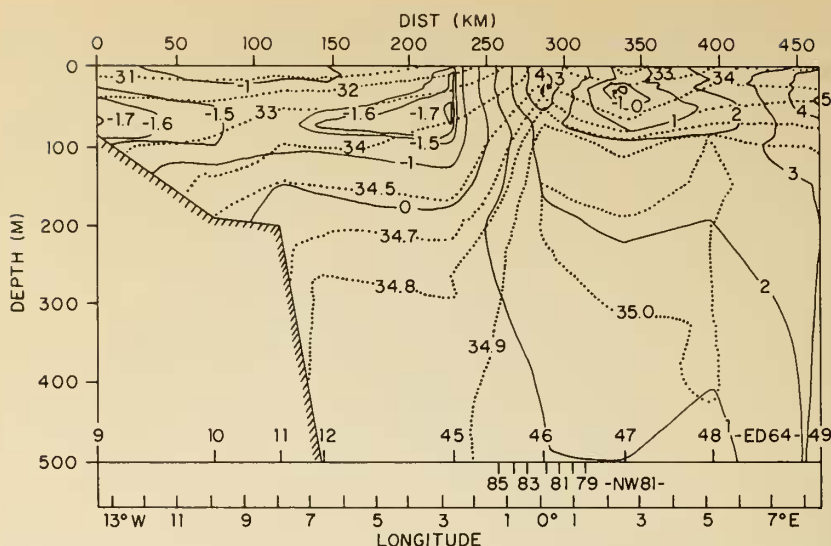 DIST (KM)
0 50 100 150 200 250 300 350 400 450
0 31 -1 32 4 3 33 34
-1.7 -1.6 -1.5 33 -1.6 -1.7 -1.0 1 2 4
100 34 -1.5 -1 3
34.5 0
200 34.7
DEPTH (M)
34.8 2
300 35.0
34.9
400
9 10 11 12 45 46 47 48 -ED64- 49
500
85 83 81 79 -NW81-
13°W 11 9 7 5 3 1 0° 1 3 5 7°E
LONGITUDE